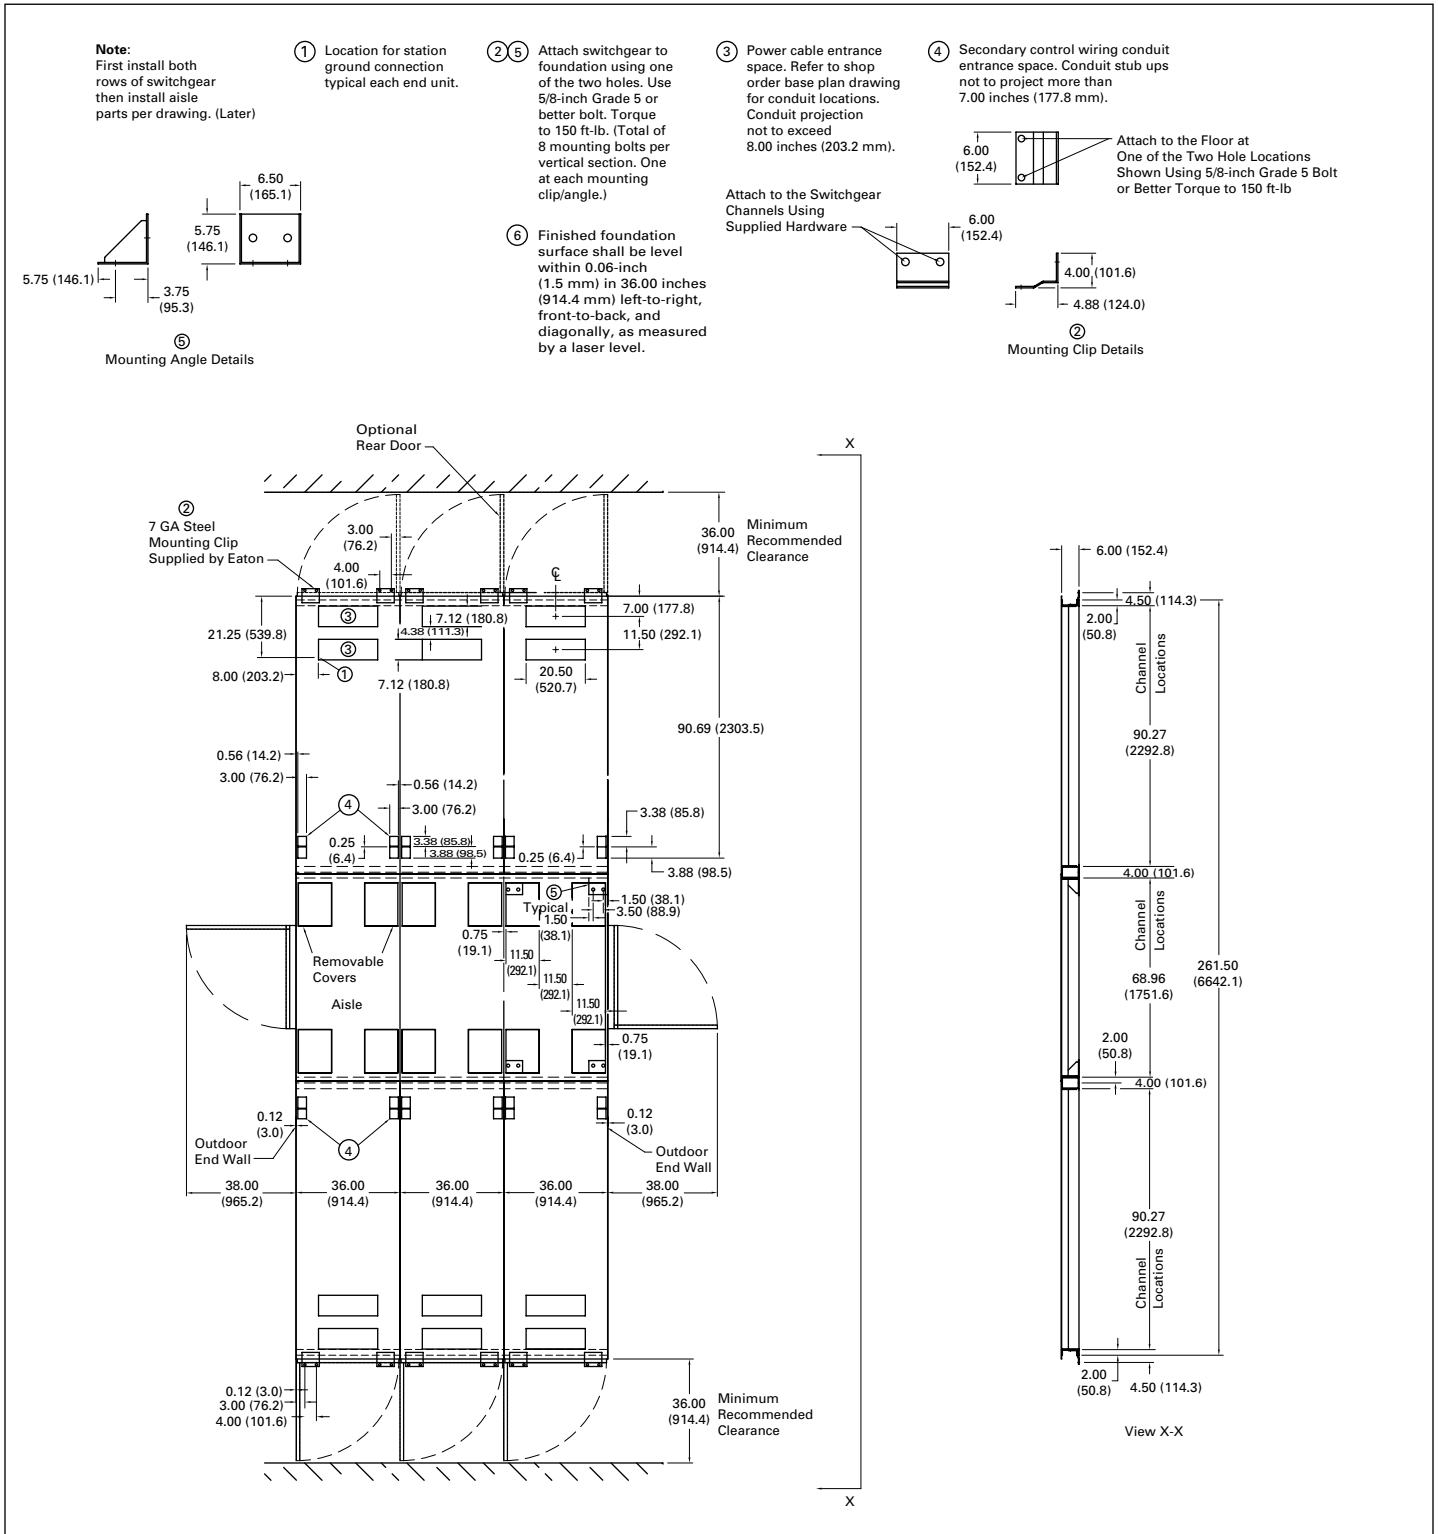 Note:
First install both
rows of switchgear
then install aisle
parts per drawing. (Later)
1 Location for station
ground connection
typical each end unit.
2 5 Attach switchgear to
foundation using one
of the two holes. Use
5/8-inch Grade 5 or
better bolt. Torque
to 150 ft-lb. (Total of
8 mounting bolts per
vertical section. One
at each mounting
clip/angle.)
6 Finished foundation
surface shall be level
within 0.06-inch
(1.5 mm) in 36.00 inches
(914.4 mm) left-to-right,
front-to-back, and
diagonally, as measured
by a laser level.
3 Power cable entrance
space. Refer to shop
order base plan drawing
for conduit locations.
Conduit projection
not to exceed
8.00 inches (203.2 mm).
4 Secondary control wiring conduit
entrance space. Conduit stub ups
not to project more than
7.00 inches (177.8 mm).
6.50
(165.1)
5.75
(146.1)
5.75 (146.1)
3.75
(95.3)
5
Mounting Angle Details
6.00
(152.4)
Attach to the Floor at
One of the Two Hole Locations
Shown Using 5/8-inch Grade 5 Bolt
or Better Torque to 150 ft-lb
Attach to the Switchgear
Channels Using
Supplied Hardware
6.00
(152.4)
4.00 (101.6)
4.88 (124.0)
2
Mounting Clip Details
Optional
Rear Door
X
2
7 GA Steel
Mounting Clip
Supplied by Eaton
3.00
(76.2)
4.00
(101.6)
36.00
(914.4)
Minimum
Recommended
Clearance
CL
7.00 (177.8)
3
7.12 (180.8)
21.25 (539.8)
4.38 (111.3)
11.50 (292.1)
3
8.00 (203.2)
1
7.12 (180.8)
20.50
(520.7)
90.69 (2303.5)
0.56 (14.2)
3.00 (76.2)
0.56 (14.2)
3.00 (76.2)
4
3.38 (85.8)
0.25
(6.4)
3.38 (85.8)
3.88 (98.5)
0.25 (6.4)
3.88 (98.5)
5
Typical
1.50 (38.1)
3.50 (88.9)
1.50
(38.1)
0.75
(19.1)
11.50
(292.1)
11.50
(292.1)
11.50
(292.1)
Removable
Covers
Aisle
0.75
(19.1)
0.12
(3.0)
0.12
(3.0)
4
Outdoor
End Wall
Outdoor
End Wall
38.00
(965.2)
36.00
(914.4)
36.00
(914.4)
36.00
(914.4)
38.00
(965.2)
0.12 (3.0)
3.00 (76.2)
4.00 (101.6)
36.00
(914.4)
Minimum
Recommended
Clearance
X
6.00 (152.4)
4.50 (114.3)
2.00
(50.8)
Channel
Locations
90.27
(2292.8)
4.00 (101.6)
Channel
Locations
68.96
(1751.6)
261.50
(6642.1)
2.00
(50.8)
4.00 (101.6)
90.27
(2292.8)
Channel
Locations
2.00
(50.8)
4.50 (114.3)
View X-X